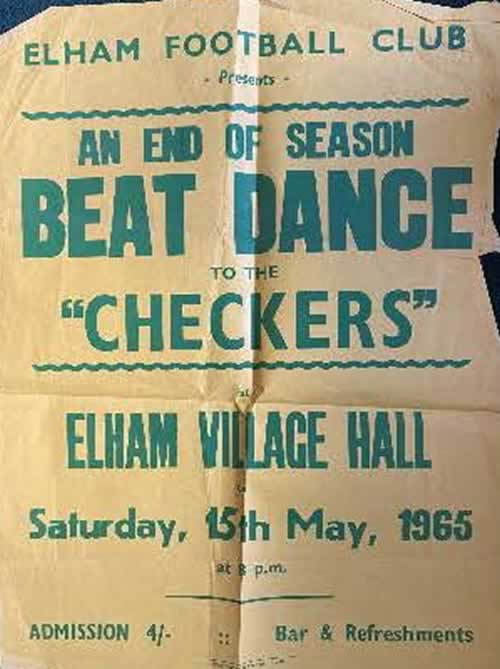 ELHAM FOOTBALL CLUB
- Presents -
AN END OF SEASON
BEAT DANCE
TO THE
"CHECKERS"
at
ELHAM VILLAGE HALL
Saturday, 15th May, 1965
at 8 p.m.
ADMISSION 4/- :: Bar & Refreshments